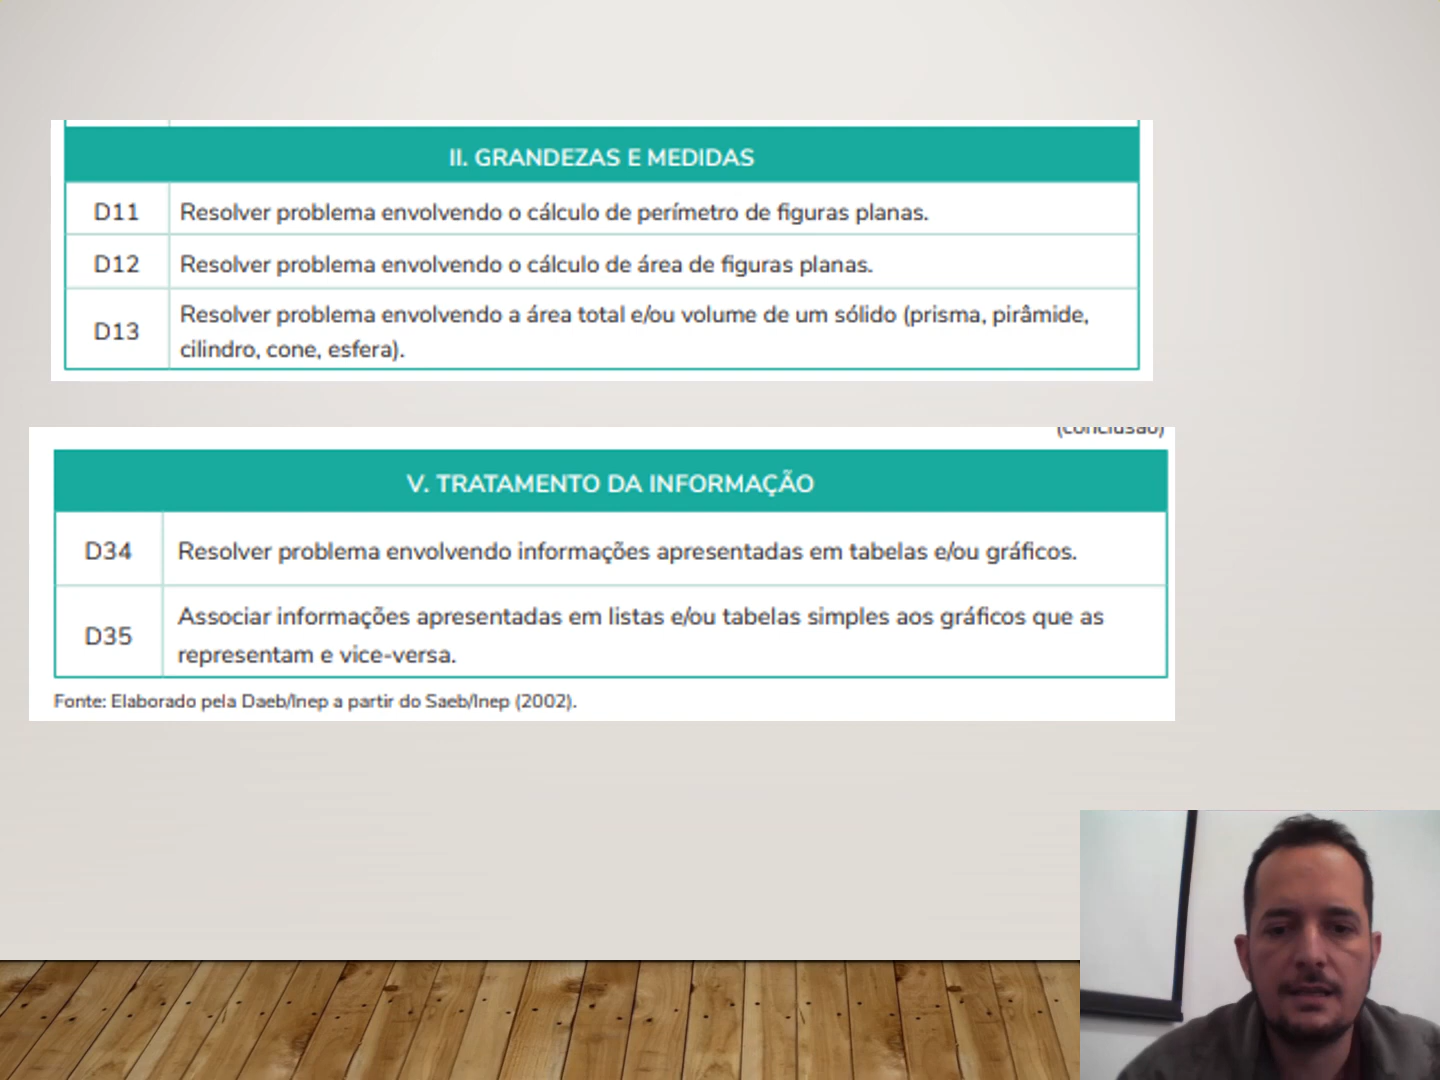 II. GRANDEZAS E MEDIDAS
D11
Resolver problema envolvendo o cálculo de perímetro de figuras planas.
D12
Resolver problema envolvendo o cálculo de área de figuras planas.
D13
Resolver problema envolvendo a área total e/ou volume de um sólido (prisma, pirâmide,
cilindro, cone, esfera).
(conclusão)
V. TRATAMENTO DA INFORMAÇÃO
D34
Resolver problema envolvendo informações apresentadas em tabelas e/ou gráficos.
D35
Associar informações apresentadas em listas e/ou tabelas simples aos gráficos que as
representam e vice-versa.
Fonte: Elaborado pela Daeb/Inep a partir do Saeb/Inep (2002).